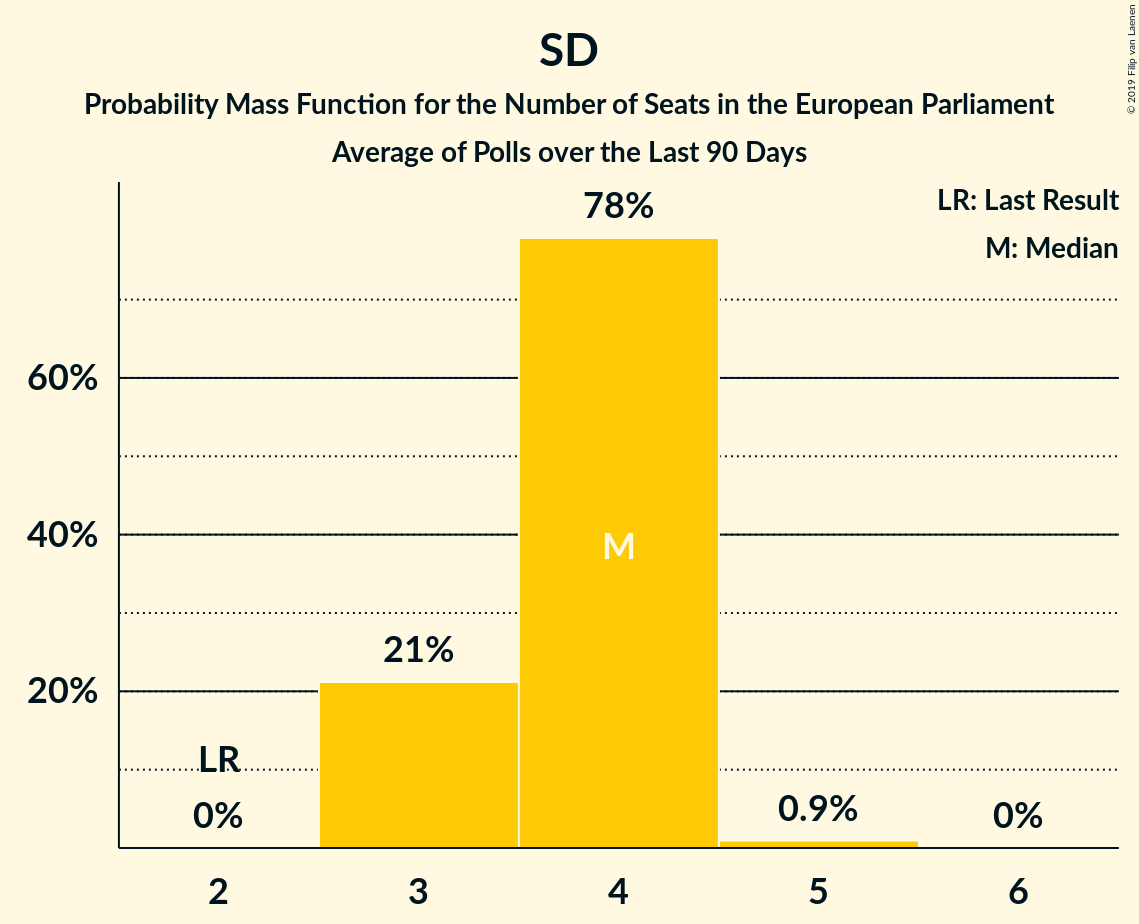 SD
Probability Mass Function for the Number of Seats in the European Parliament
Average of Polls over the Last 90 Days
© 2019 Filip van Laenen
LR: Last Result
M: Median
78%
60%
40%
M
21%
20%
LR
0%
0.9%
0%
2 3 4 5 6